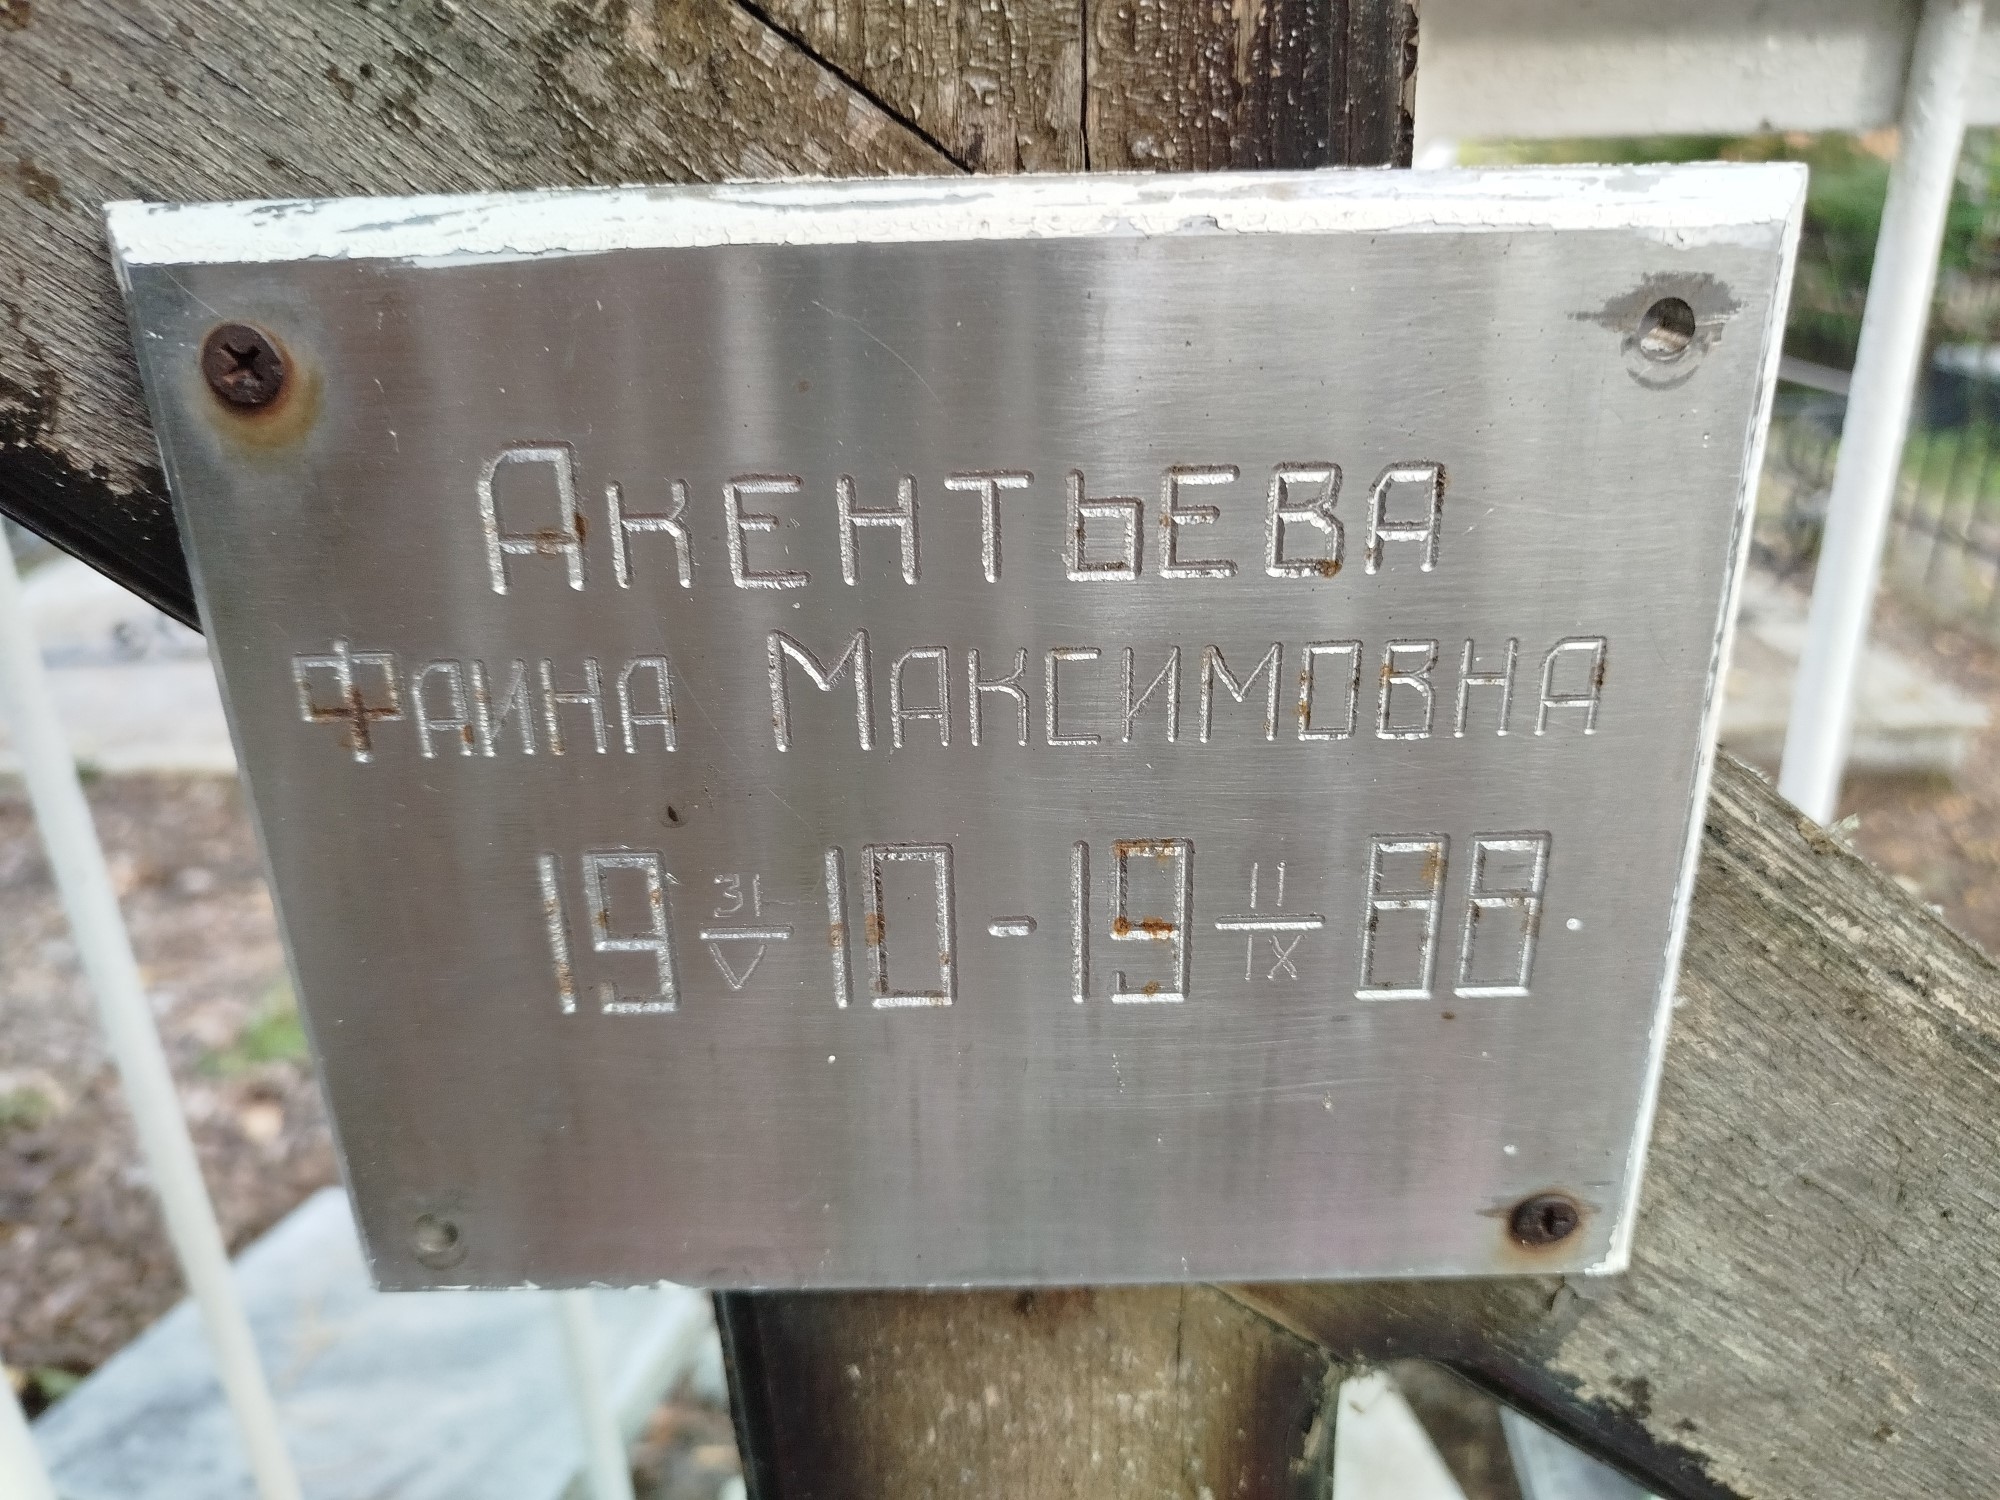 Акентьева
Фаина Максимовна
19 31/V 10 - 19 11/IX 88